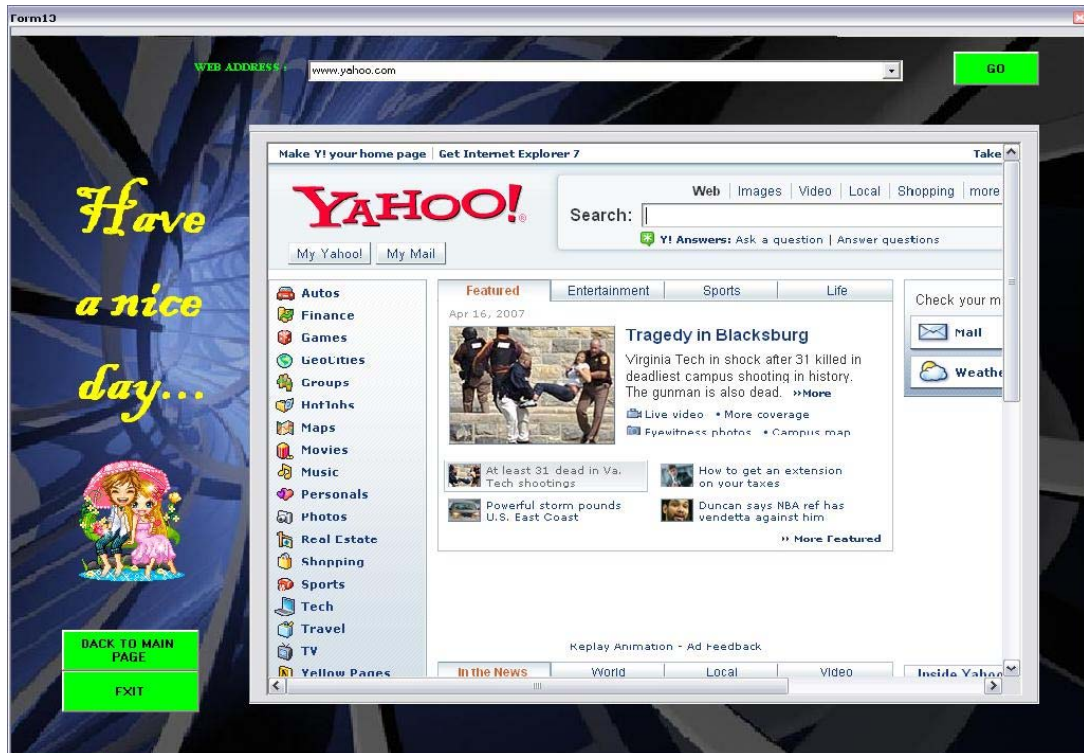 Form13
WEB ADDRESS :
www.yahoo.com
GO
Have
a nice
day...
BACK TO MAIN
PAGE
EXIT
Make Y! your home page | Get Internet Explorer 7
Take
YAHOO!
Web | Images | Video | Local | Shopping | more
Search:
Y! Answers: Ask a question | Answer questions
My Yahoo! My Mail
Autos
Finance
Games
GeoCities
Groups
HotJobs
Maps
Movies
Music
Personals
Photos
Real Estate
Shopping
Sports
Tech
Travel
TV
Yellow Pages
Featured Entertainment Sports Life
Apr 16, 2007
Tragedy in Blacksburg
Virginia Tech in shock after 31 killed in
deadliest campus shooting in history.
The gunman is also dead. »More
Live video • More coverage
Eyewitness photos • Campus map
At least 31 dead in Va.
Tech shootings
Powerful storm pounds
U.S. East Coast
How to get an extension
on your taxes
Duncan says NBA ref has
vendetta against him
» More Featured
Replay Animation - Ad Feedback
In the News World Local Video
Check your m
Mail
Weathe
Inside Yahoo